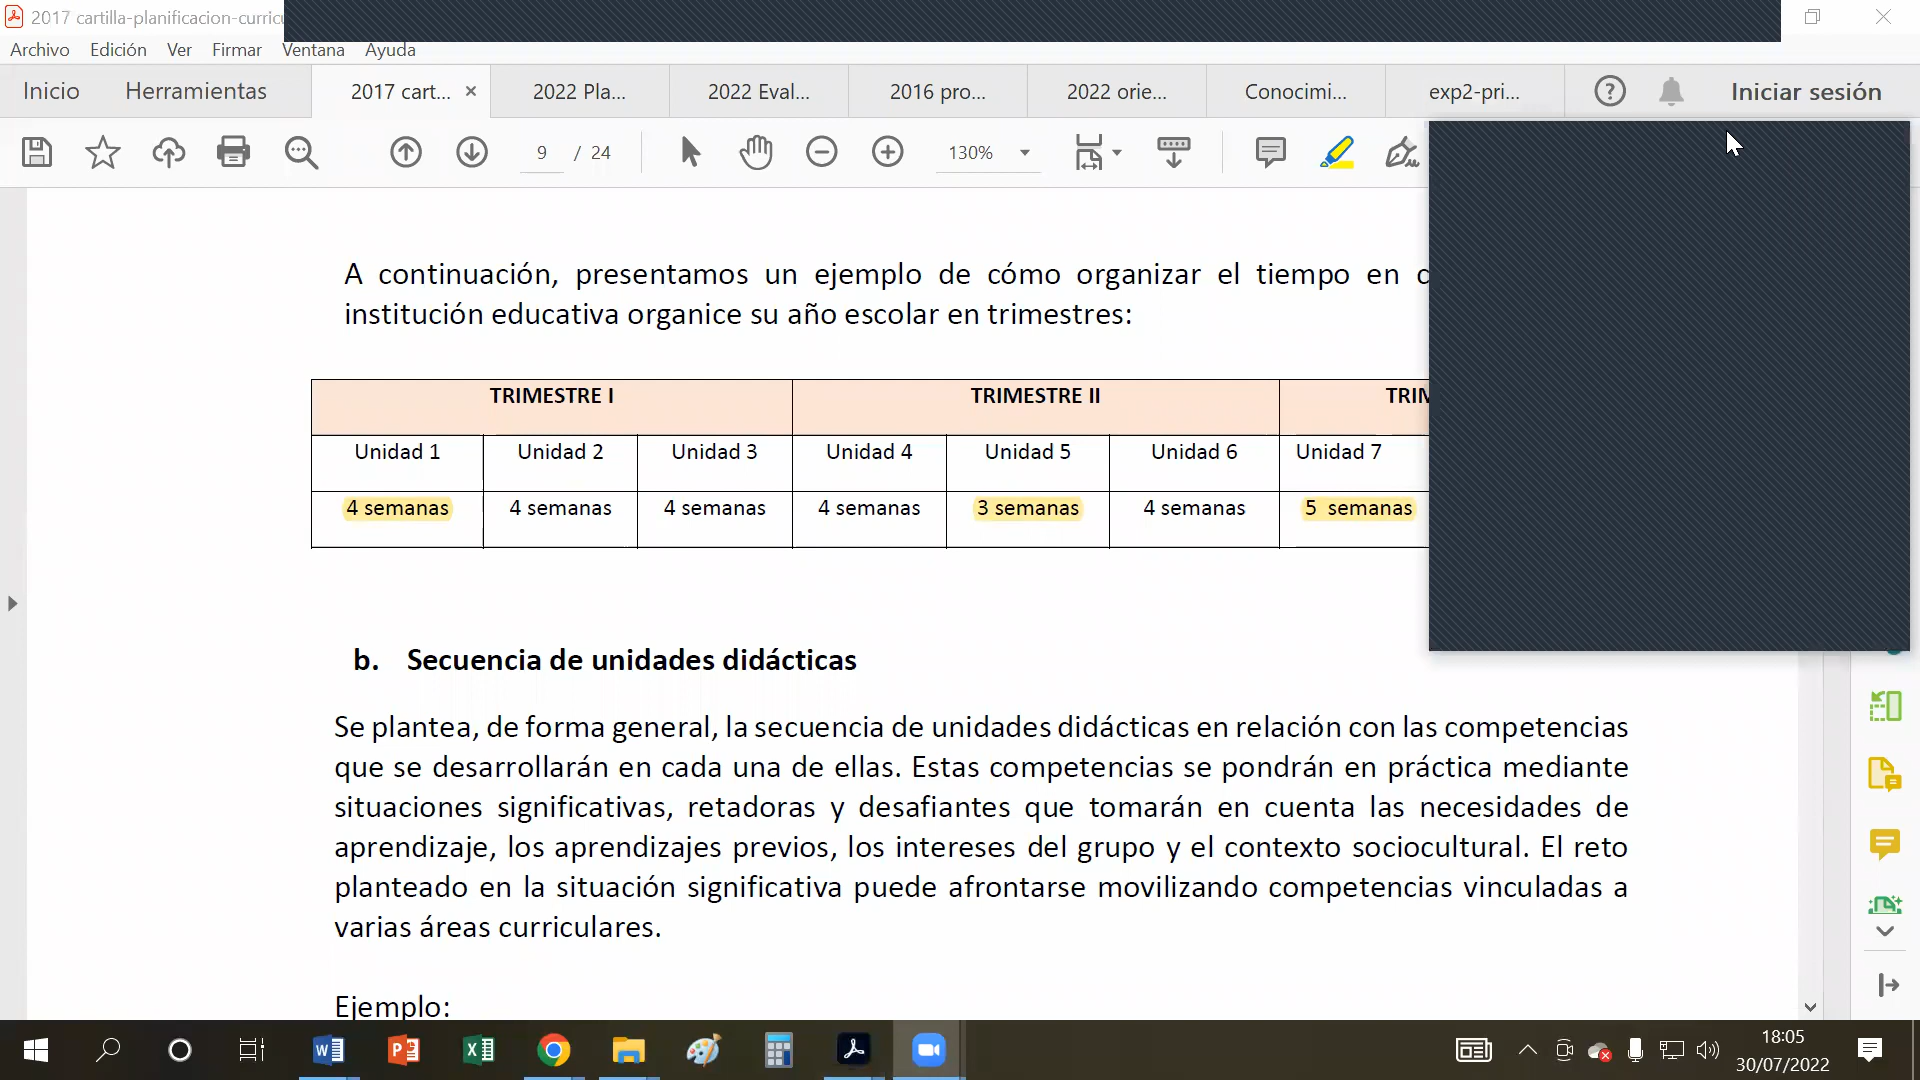 2017 cartilla-planificacion-curricu
Archivo Edición Ver Firmar Ventana Ayuda
Inicio Herramientas 2017 cart... × 2022 Pla... 2022 Eval... 2016 pro... 2022 orie... Conocimi... exp2-pri... Iniciar sesión
9 / 24 130%
A continuación, presentamos un ejemplo de cómo organizar el tiempo en
institución educativa organice su año escolar en trimestres:
TRIMESTRE I TRIMESTRE II
Unidad 1 Unidad 2 Unidad 3 Unidad 4 Unidad 5 Unidad 6 Unidad 7
4 semanas 4 semanas 4 semanas 4 semanas 3 semanas 4 semanas 5 semanas
b. Secuencia de unidades didácticas
Se plantea, de forma general, la secuencia de unidades didácticas en relación con las competencias
que se desarrollarán en cada una de ellas. Estas competencias se pondrán en práctica mediante
situaciones significativas, retadoras y desafiantes que tomarán en cuenta las necesidades de
aprendizaje, los aprendizajes previos, los intereses del grupo y el contexto sociocultural. El reto
planteado en la situación significativa puede afrontarse movilizando competencias vinculadas a
varias áreas curriculares.
Ejemplo:
18:05
30/07/2022